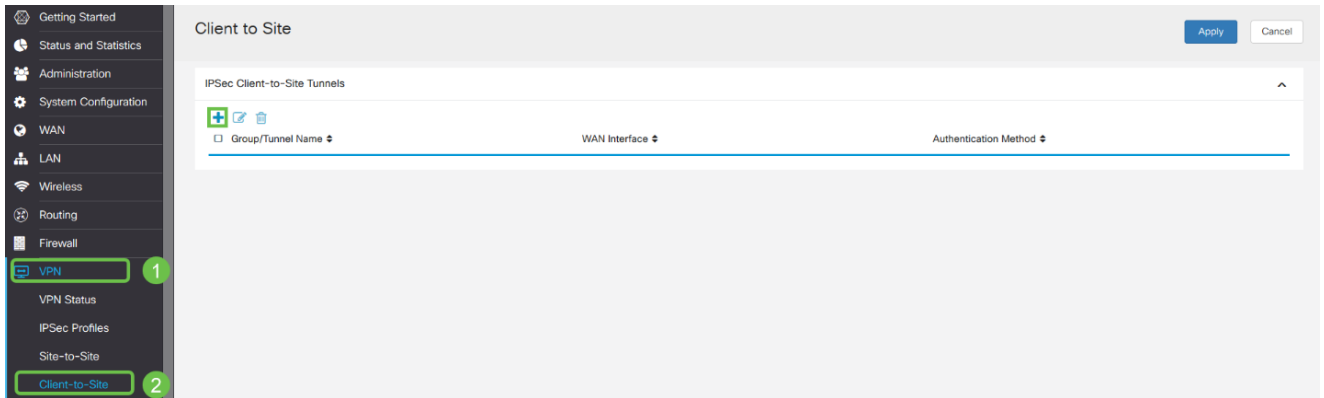 Getting Started
Status and Statistics
Administration
System Configuration
WAN
LAN
Wireless
Routing
Firewall
VPN 1
VPN Status
IPSec Profiles
Site-to-Site
Client-to-Site 2
Client to Site
Apply Cancel
IPSec Client-to-Site Tunnels
Group/Tunnel Name WAN Interface Authentication Method